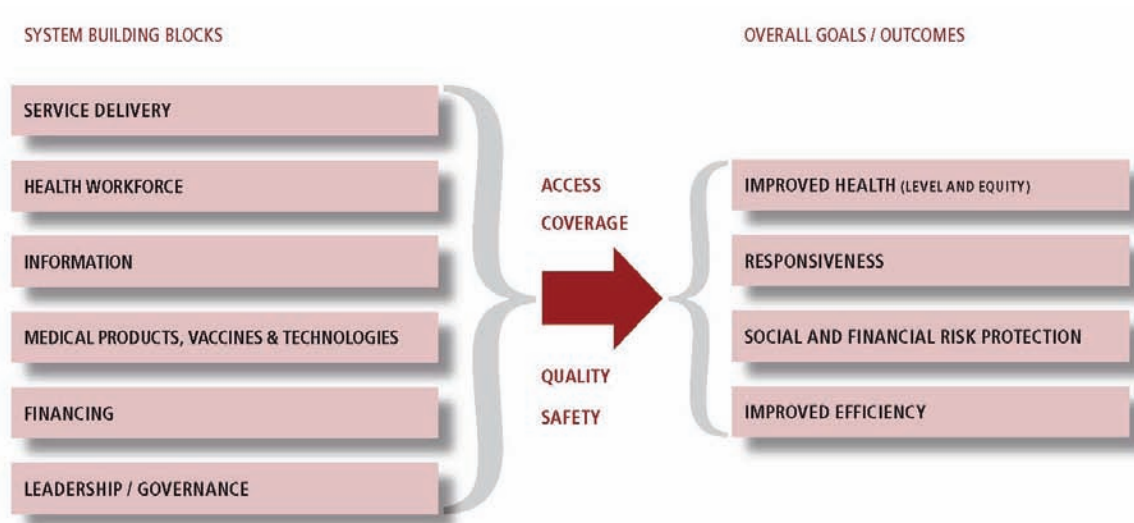 SYSTEM BUILDING BLOCKS
SERVICE DELIVERY
HEALTH WORKFORCE
INFORMATION
MEDICAL PRODUCTS, VACCINES & TECHNOLOGIES
FINANCING
LEADERSHIP / GOVERNANCE
ACCESS
COVERAGE
QUALITY
SAFETY
OVERALL GOALS / OUTCOMES
IMPROVED HEALTH (LEVEL AND EQUITY)
RESPONSIVENESS
SOCIAL AND FINANCIAL RISK PROTECTION
IMPROVED EFFICIENCY